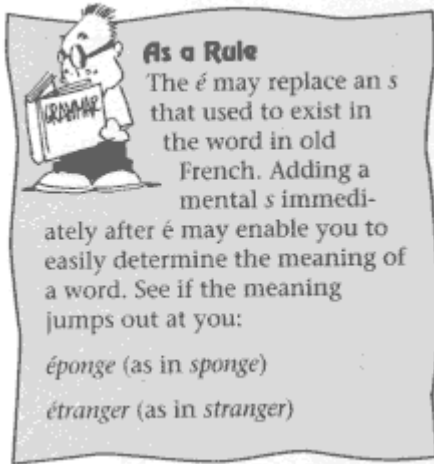 As a Rule
The é may replace an s
that used to exist in
the word in old
French. Adding a
mental s immedi-
ately after é may enable you to
easily determine the meaning of
a word. See if the meaning
jumps out at you:
éponge (as in sponge)
étranger (as in stranger)
GRAMMAR